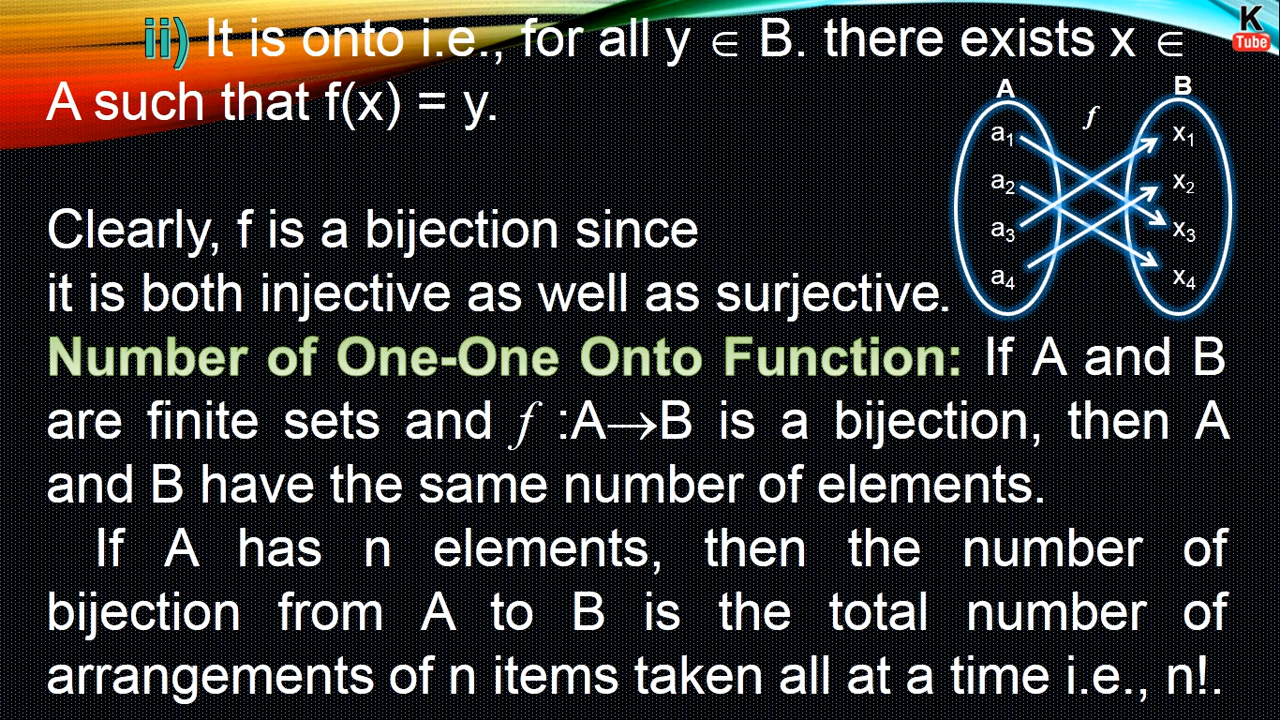 ii) It is onto i.e., for all y ∈ B. there exists x ∈
A such that f(x) = y.
K
Tube
A B
f
a₁ x₁
a₂ x₂
a₃ x₃
a₄ x₄
Clearly, f is a bijection since
it is both injective as well as surjective.
Number of One-One Onto Function: If A and B
are finite sets and f :A→B is a bijection, then A
and B have the same number of elements.
If A has n elements, then the number of
bijection from A to B is the total number of
arrangements of n items taken all at a time i.e., n!.